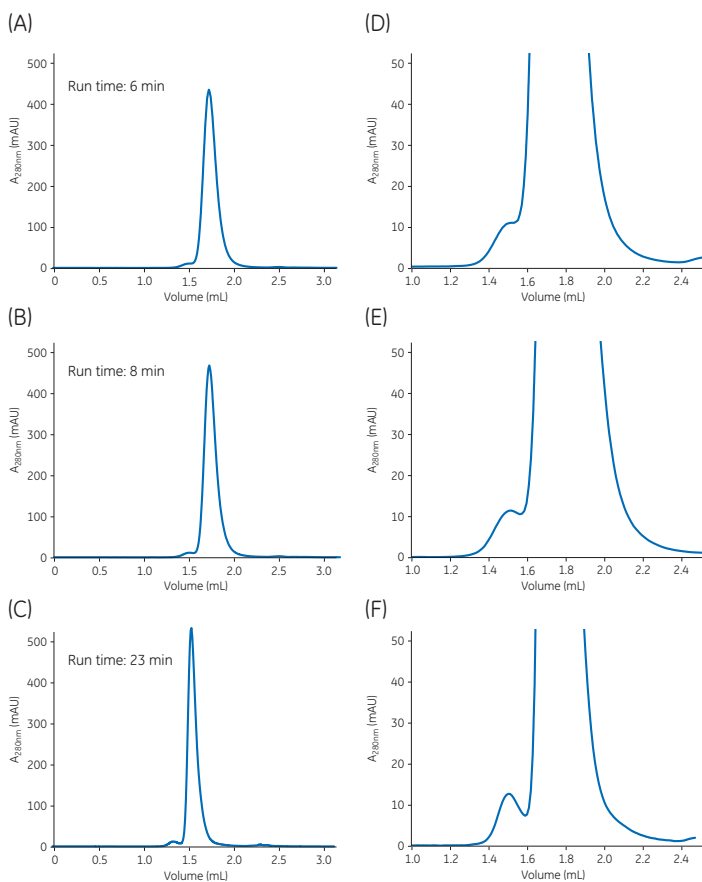 (A)
500
400
300
200
100
0
A280nm (mAU)
Run time: 6 min
0 0.5 1.0 1.5 2.0 2.5 3.0
Volume (mL)
(D)
50
40
30
20
10
0
A280nm (mAU)
1.0 1.2 1.4 1.6 1.8 2.0 2.2 2.4
Volume (mL)
(B)
500
400
300
200
100
0
A280nm (mAU)
Run time: 8 min
0 0.5 1.0 1.5 2.0 2.5 3.0
Volume (mL)
(E)
50
40
30
20
10
0
A280nm (mAU)
1.0 1.2 1.4 1.6 1.8 2.0 2.2 2.4
Volume (mL)
(C)
500
400
300
200
100
0
A280nm (mAU)
Run time: 23 min
0 0.5 1.0 1.5 2.0 2.5 3.0
Volume (mL)
(F)
50
40
30
20
10
0
A280nm (mAU)
1.0 1.2 1.4 1.6 1.8 2.0 2.2 2.4
Volume (mL)